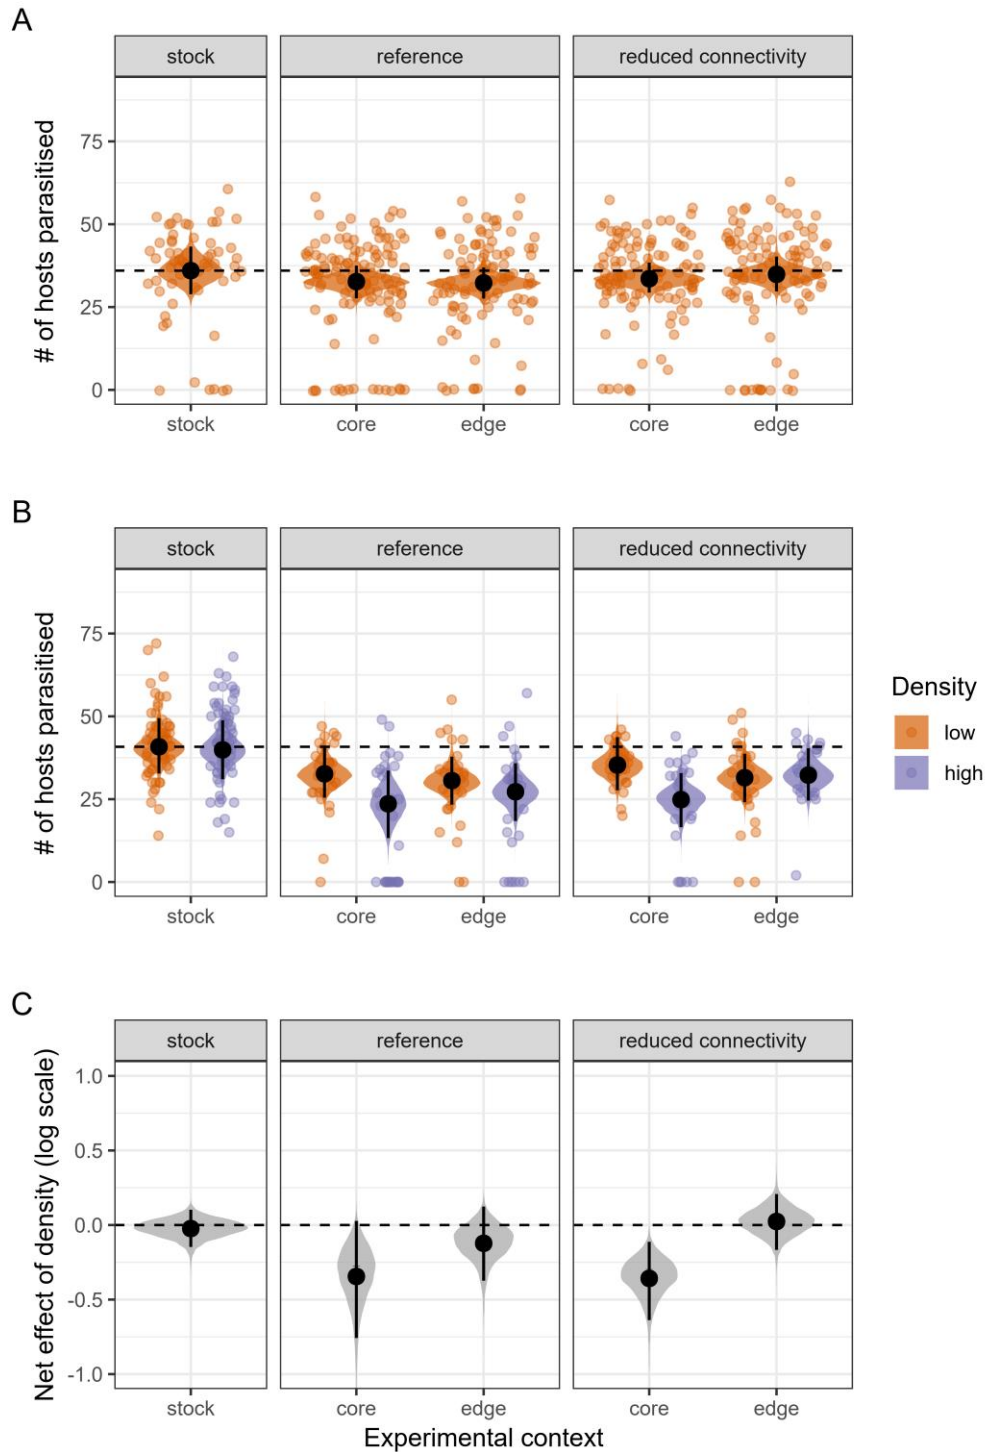 A
stock
reference
reduced connectivity
# of hosts parasitised
75
50
25
0
stock
core
edge
core
edge
B
stock
reference
reduced connectivity
# of hosts parasitised
75
50
25
0
stock
core
edge
core
edge
Density
low
high
C
stock
reference
reduced connectivity
Net effect of density (log scale)
1.0
0.5
0.0
-0.5
-1.0
stock
core
edge
core
edge
Experimental context